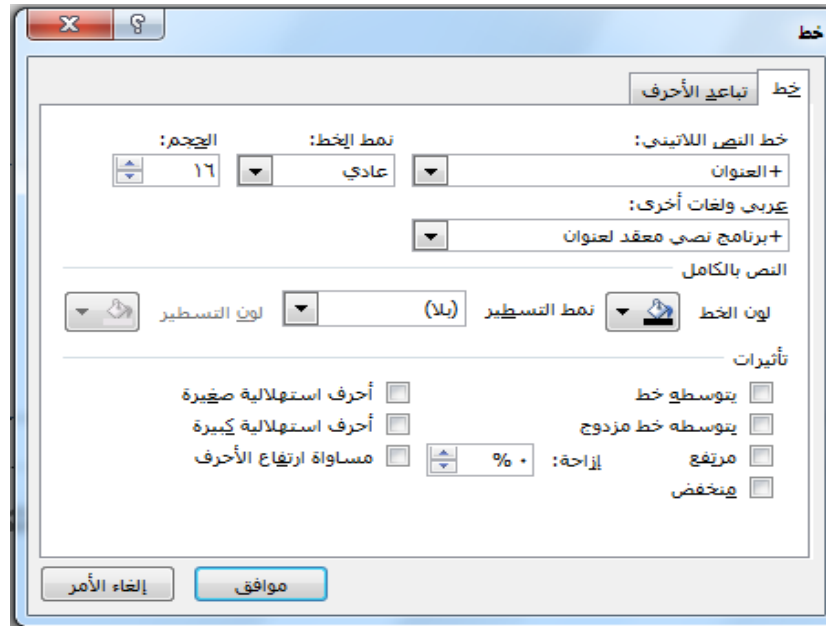 خط
خط
تباعد الأحرف
خط النص اللاتيني: نمط الخط: الحجم:
+العنوان عادي ١٦
عربي ولغات أخرى:
+برنامج نصي معقد لعنوان
النص بالكامل
لون الخط نمط التسطير (بلا) لون التسطير
تأثيرات
يتوسطه خط أحرف استهلالية صغيرة
يتوسطه خط مزدوج أحرف استهلالية كبيرة
مرتفع إزاحة: ٠ % مساواة ارتفاع الأحرف
منخفض
موافق إلغاء الأمر